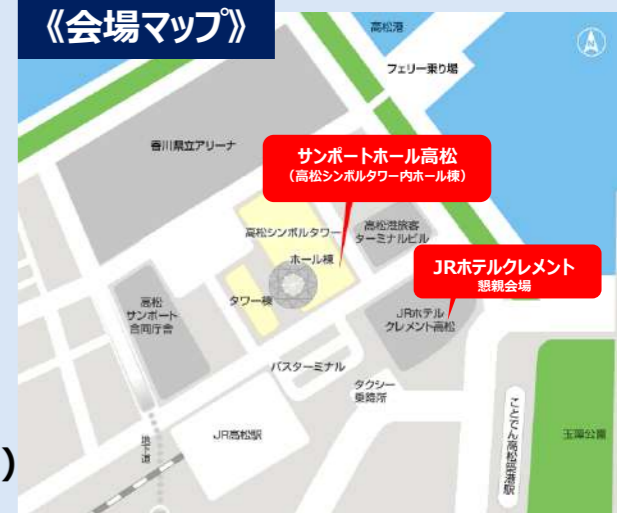 《会場マップ》
高松港
フェリー乗り場
香川県立アリーナ
サンポートホール高松
(高松シンボルタワー内ホール棟)
高松シンボルタワー
ホール棟
高松港旅客
ターミナルビル
JRホテルクレメント
懇親会場
タワー棟
高松
サンポート
合同庁舎
JRホテル
クレメント高松
バスターミナル
タクシー
乗降所
JR高松駅
地下道
ことでん高松築港駅
玉藻公園
)